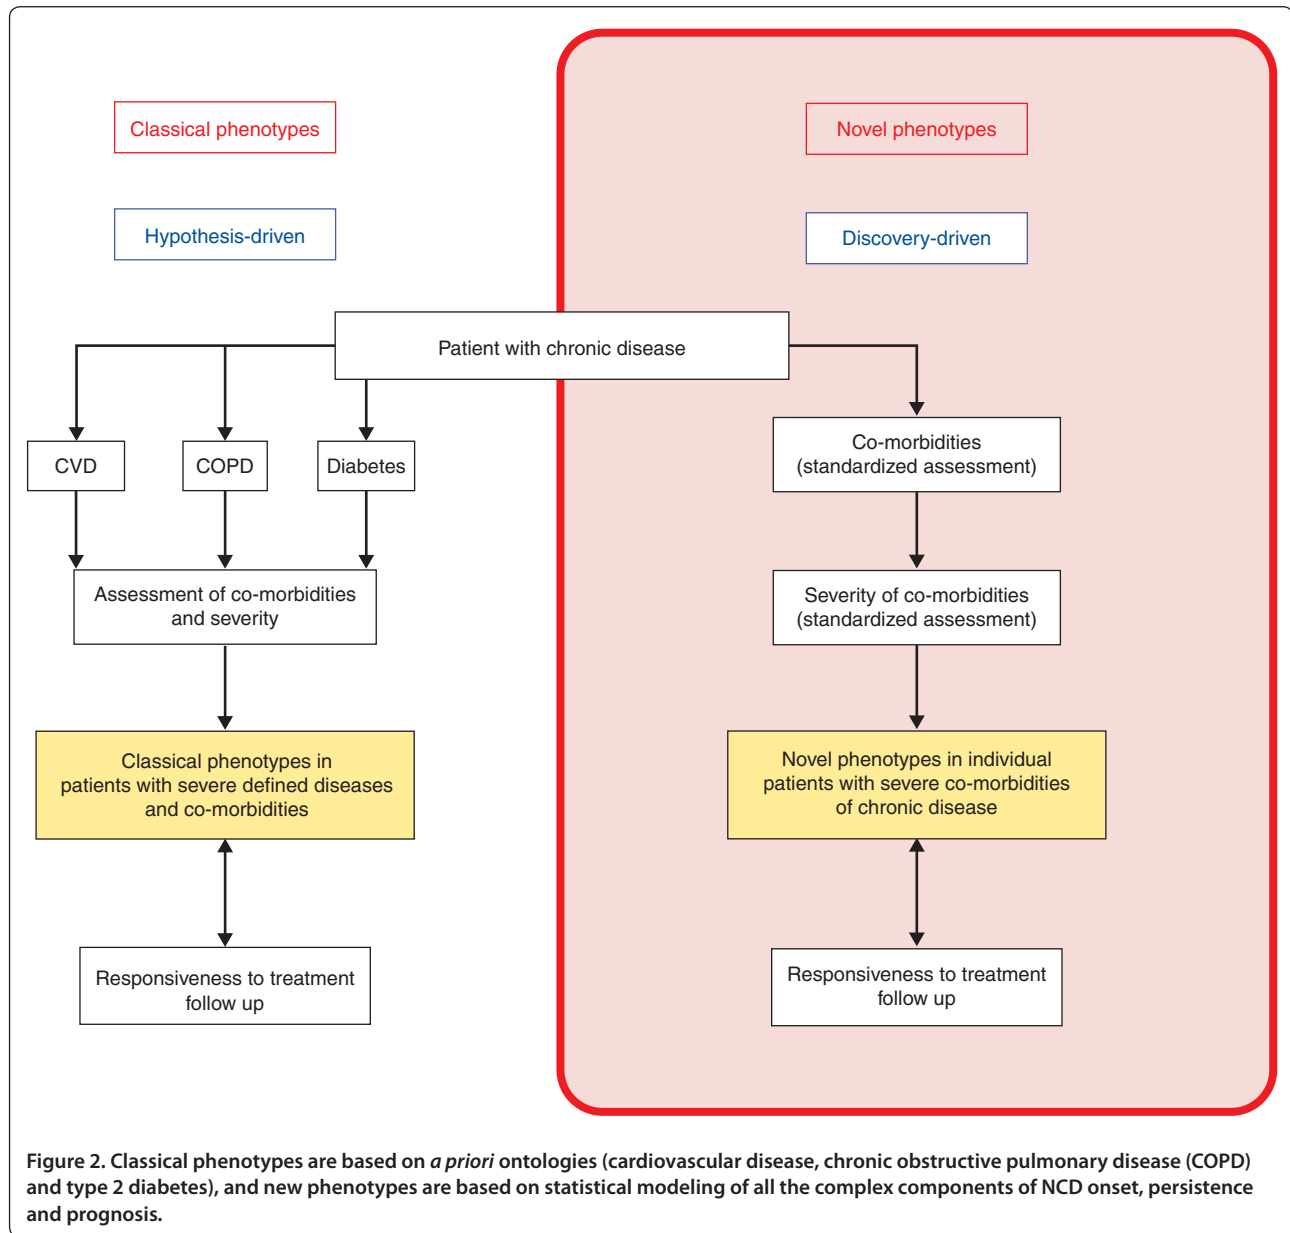 Classical phenotypes
Novel phenotypes
Hypothesis-driven
Discovery-driven
Patient with chronic disease
CVD
COPD
Diabetes
Co-morbidities
(standardized assessment)
Assessment of co-morbidities
and severity
Severity of co-morbidities
(standardized assessment)
Classical phenotypes in
patients with severe defined diseases
and co-morbidities
Novel phenotypes in individual
patients with severe co-morbidities
of chronic disease
Responsiveness to treatment
follow up
Responsiveness to treatment
follow up
Figure 2. Classical phenotypes are based on a priori ontologies (cardiovascular disease, chronic obstructive pulmonary disease (COPD)
and type 2 diabetes), and new phenotypes are based on statistical modeling of all the complex components of NCD onset, persistence
and prognosis.